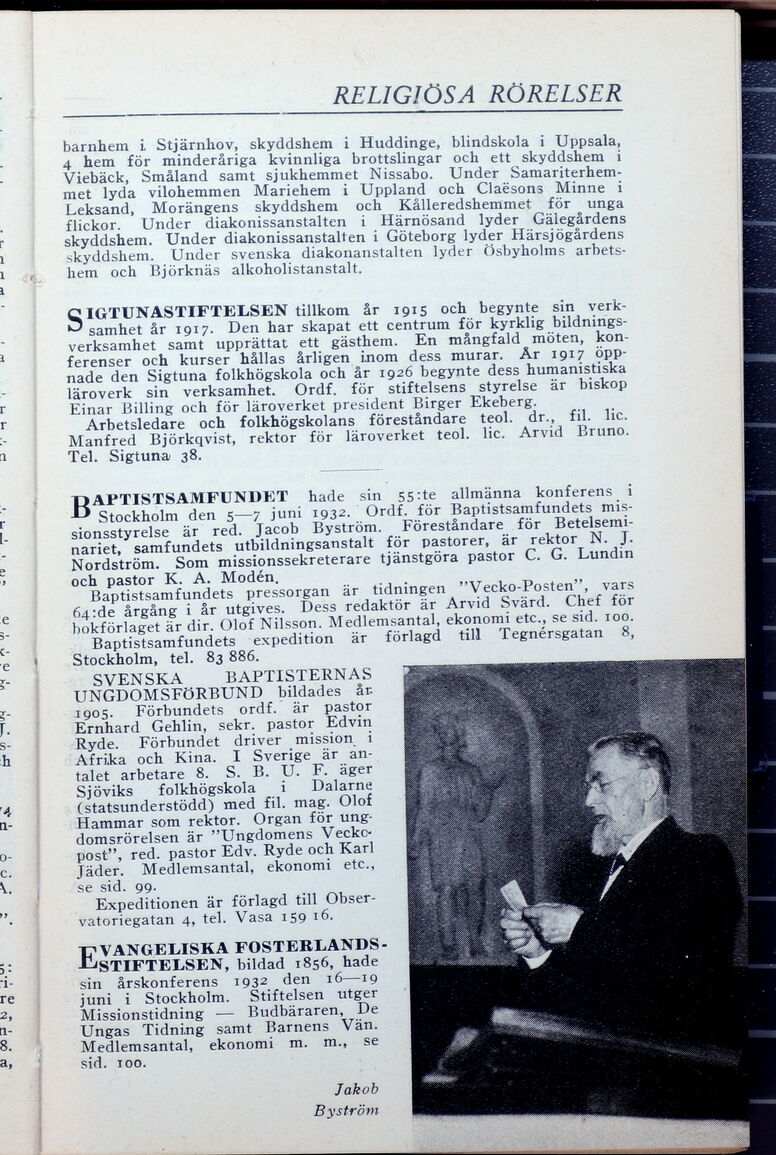 RELIGIÖSA RÖRELSER
barnhem i Stjärnhov, skyddshem i Huddinge, blindskola i Uppsala,
4 hem för minderåriga kvinnliga brottslingar och ett skyddshem i
Viebäck, Småland samt sjukhemmet Nissabo. Under Samariterhem-
met lyda vilohemmen Mariehem i Uppland och Claësons Minne i
Leksand, Morängens skyddshem och Kålleredshemmet för unga
flickor. Under diakonissanstalten i Härnösand lyder Gälegårdens
skyddshem. Under diakonissanstalten i Göteborg lyder Härsjögårdens
skyddshem. Under svenska diakonanstalten lyder Ösbyholms arbets-
hem och Björknäs alkoholistanstalt.
SIGTUNASTIFTELSEN tillkom år 1915 och begynte sin verk-
samhet år 1917. Den har skapat ett centrum för kyrklig bildnings-
verksamhet samt upprättat ett gästhem. En mångfald möten, kon-
ferenser och kurser hållas årligen inom dess murar. År 1917 öpp-
nade den Sigtuna folkhögskola och år 1926 begynte dess humanistiska
läroverk sin verksamhet. Ordf. för stiftelsens styrelse är biskop
Einar Billing och för läroverket president Birger Ekeberg.
Arbetsledare och folkhögskolans föreståndare teol. dr., fil. lic.
Manfred Björkqvist, rektor för läroverket teol. lic. Arvid Bruno.
Tel. Sigtuna 38.
BAPTISTSAMFUNDET hade sin 55:te allmänna konferens i
Stockholm den 5—7 juni 1932. Ordf. för Baptistsamfundets mis-
sionsstyrelse är red. Jacob Byström. Föreståndare för Betelsemi-
nariet, samfundets utbildningsanstalt för pastorer, är rektor N. J.
Nordström. Som missionssekreterare tjänstgöra pastor C. G. Lundin
och pastor K. A. Modén.
Baptistsamfundets pressorgan är tidningen ”Vecko-Posten”, vars
64:de årgång i år utgives. Dess redaktör är Arvid Svärd. Chef för
bokförlaget är dir. Olof Nilsson. Medlemsantal, ekonomi etc., se sid. 100.
Baptistsamfundets expedition är förlagd till Tegnérsgatan 8,
Stockholm, tel. 83 886.
SVENSKA BAPTISTERNAS
UNGDOMSFÖRBUND bildades år
1905. Förbundets ordf. är pastor
Ernhard Gehlin, sekr. pastor Edvin
Ryde. Förbundet driver mission i
Afrika och Kina. I Sverige är an-
talet arbetare 8. S. B. U. F. äger
Sjöviks folkhögskola i Dalarne
(statsunderstödd) med fil. mag. Olof
Hammar som rektor. Organ för ung-
domsrörelsen är ”Ungdomens Vecko-
post”, red. pastor Edv. Ryde och Karl
Jäder. Medlemsantal, ekonomi etc.,
se sid. 99.
Expeditionen är förlagd till Obser-
vatoriegatan 4, tel. Vasa 159 16.
EVANGELISKA FOSTERLANDS-
STIFTELSEN, bildad 1856, hade
sin årskonferens 1932 den 16—19
juni i Stockholm. Stiftelsen utger
Missionstidning — Budbäraren, De
Ungas Tidning samt Barnens Vän.
Medlemsantal, ekonomi m. m., se
sid. 100.
Jakob
Byström